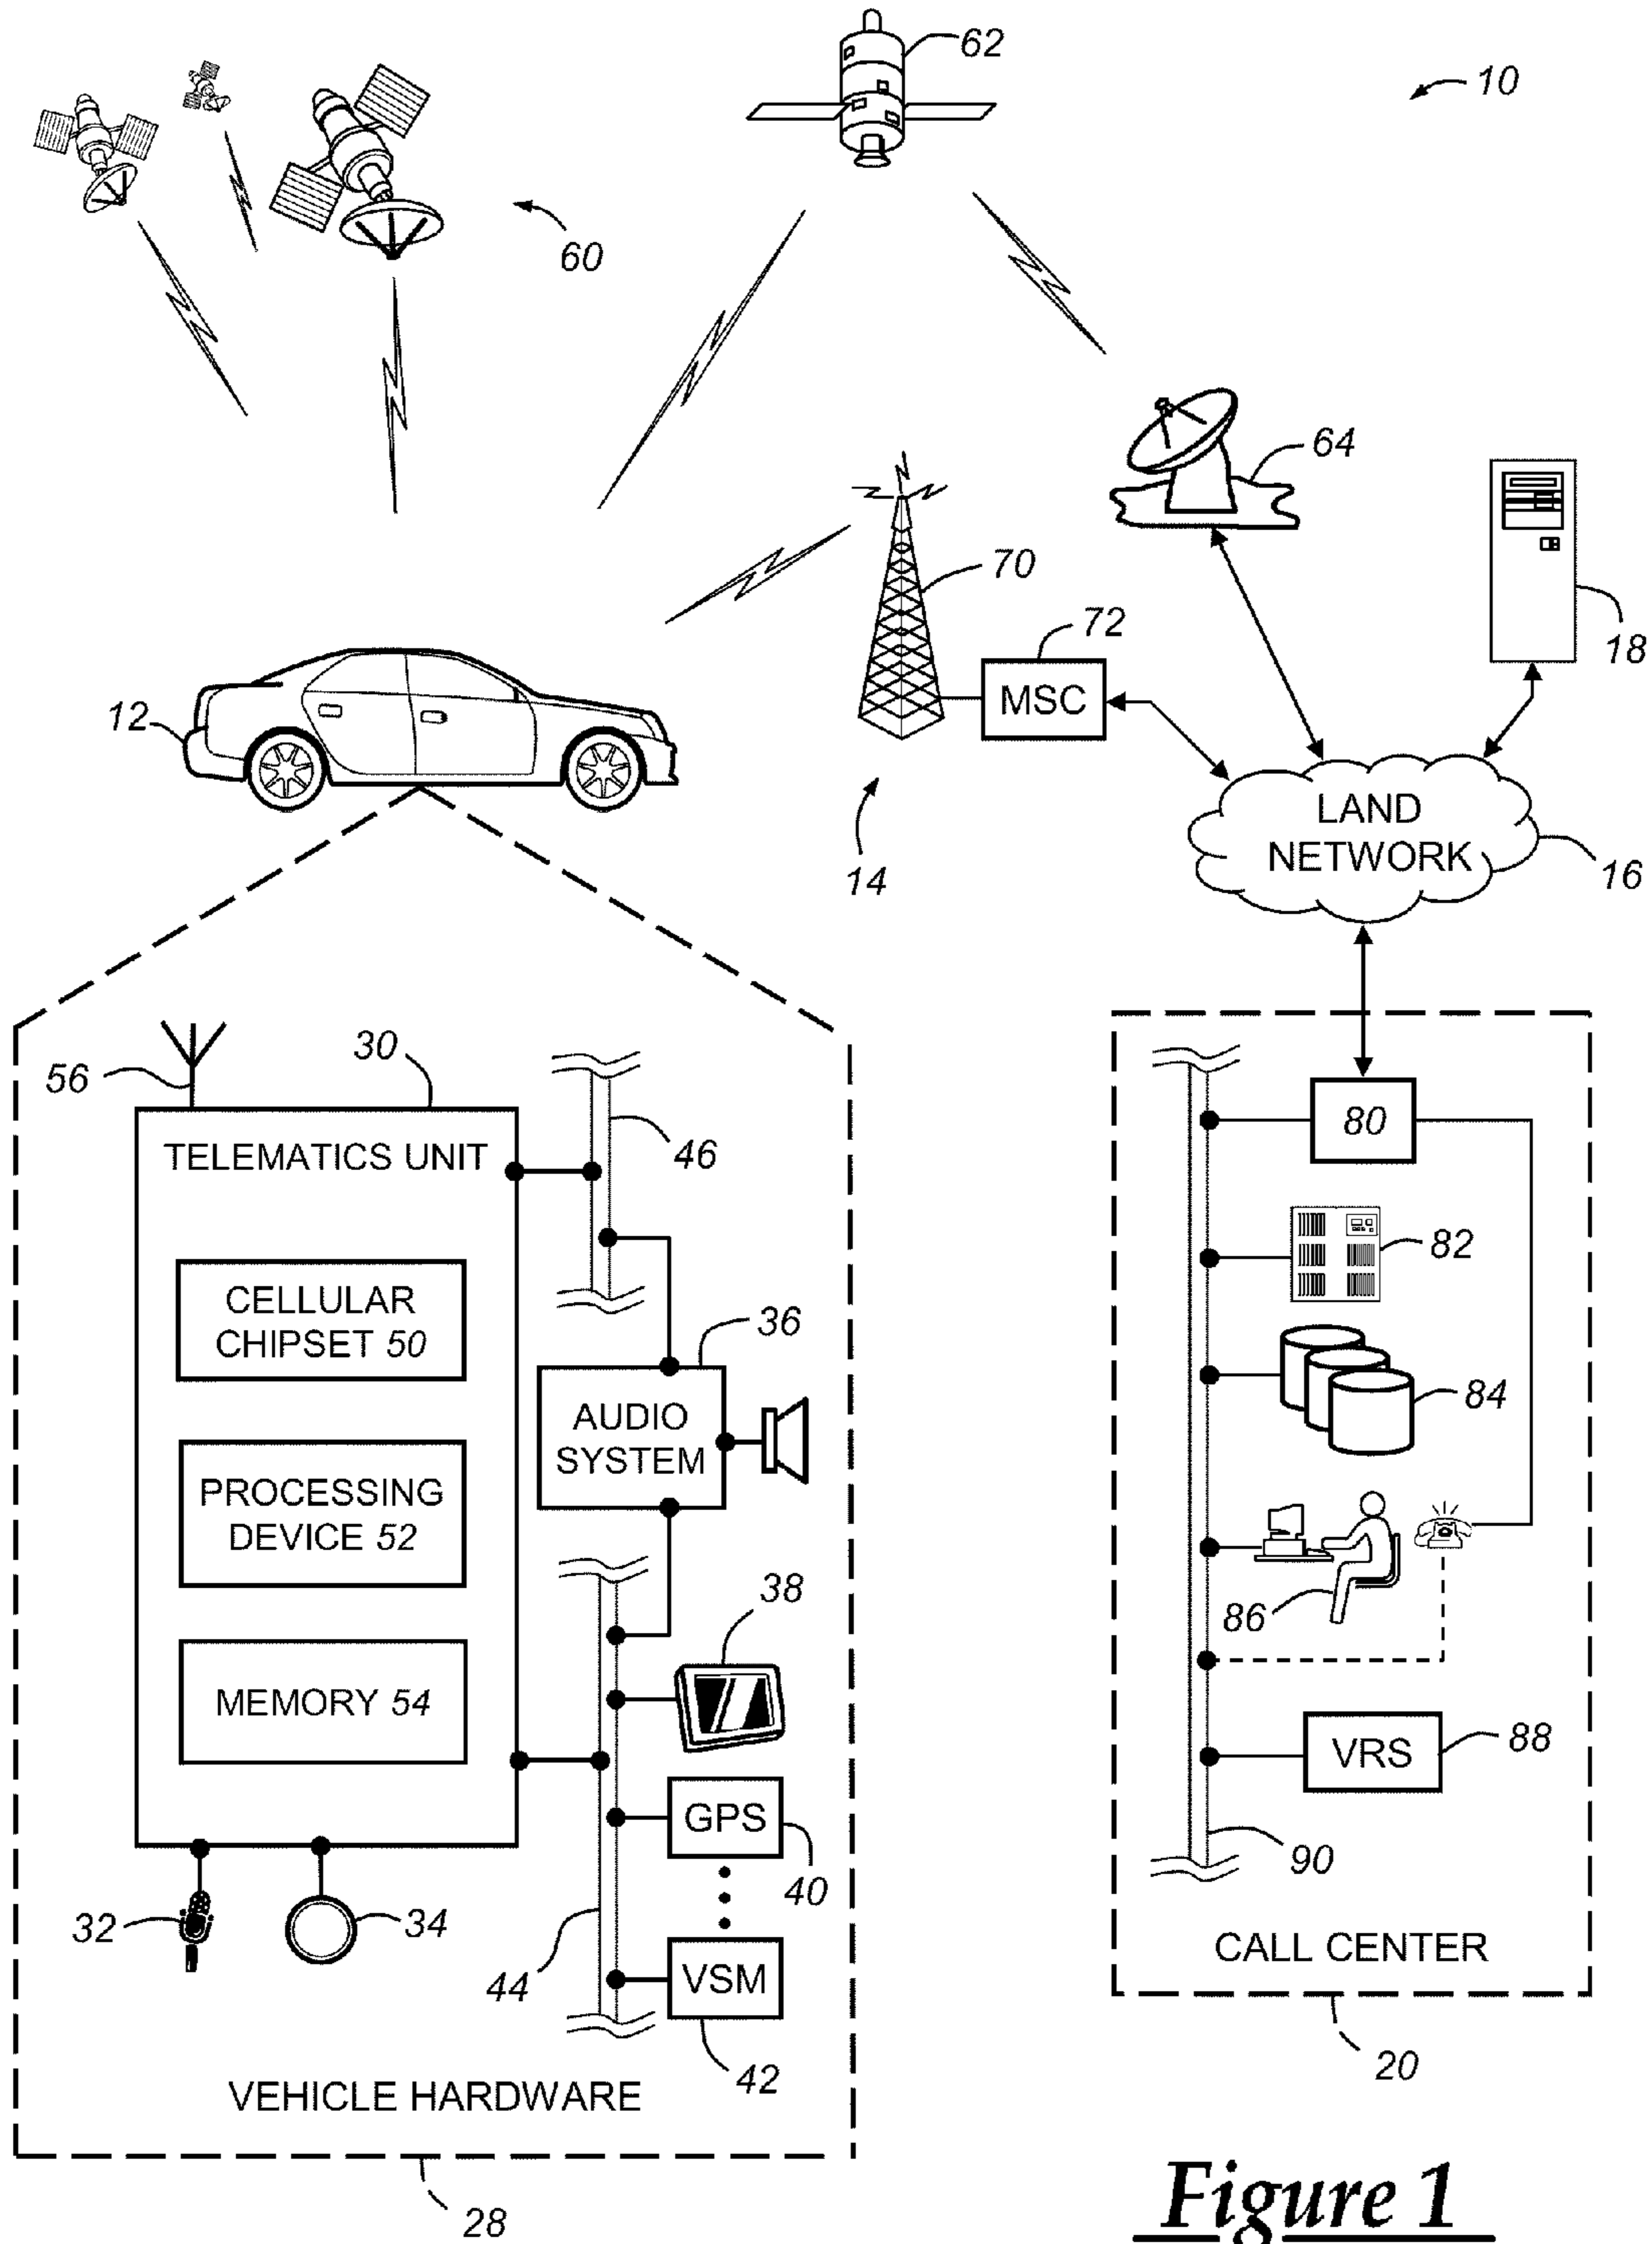 62
10
60
64
70
72
18
MSC
12
LAND
NETWORK
16
14
30
56
46
TELEMATICS UNIT
80
82
CELLULAR
CHIPSET 50
36
84
AUDIO
SYSTEM
PROCESSING
DEVICE 52
38
86
MEMORY 54
88
VRS
GPS
90
40
32
34
CALL CENTER
44
VSM
20
42
VEHICLE HARDWARE
28
Figure 1